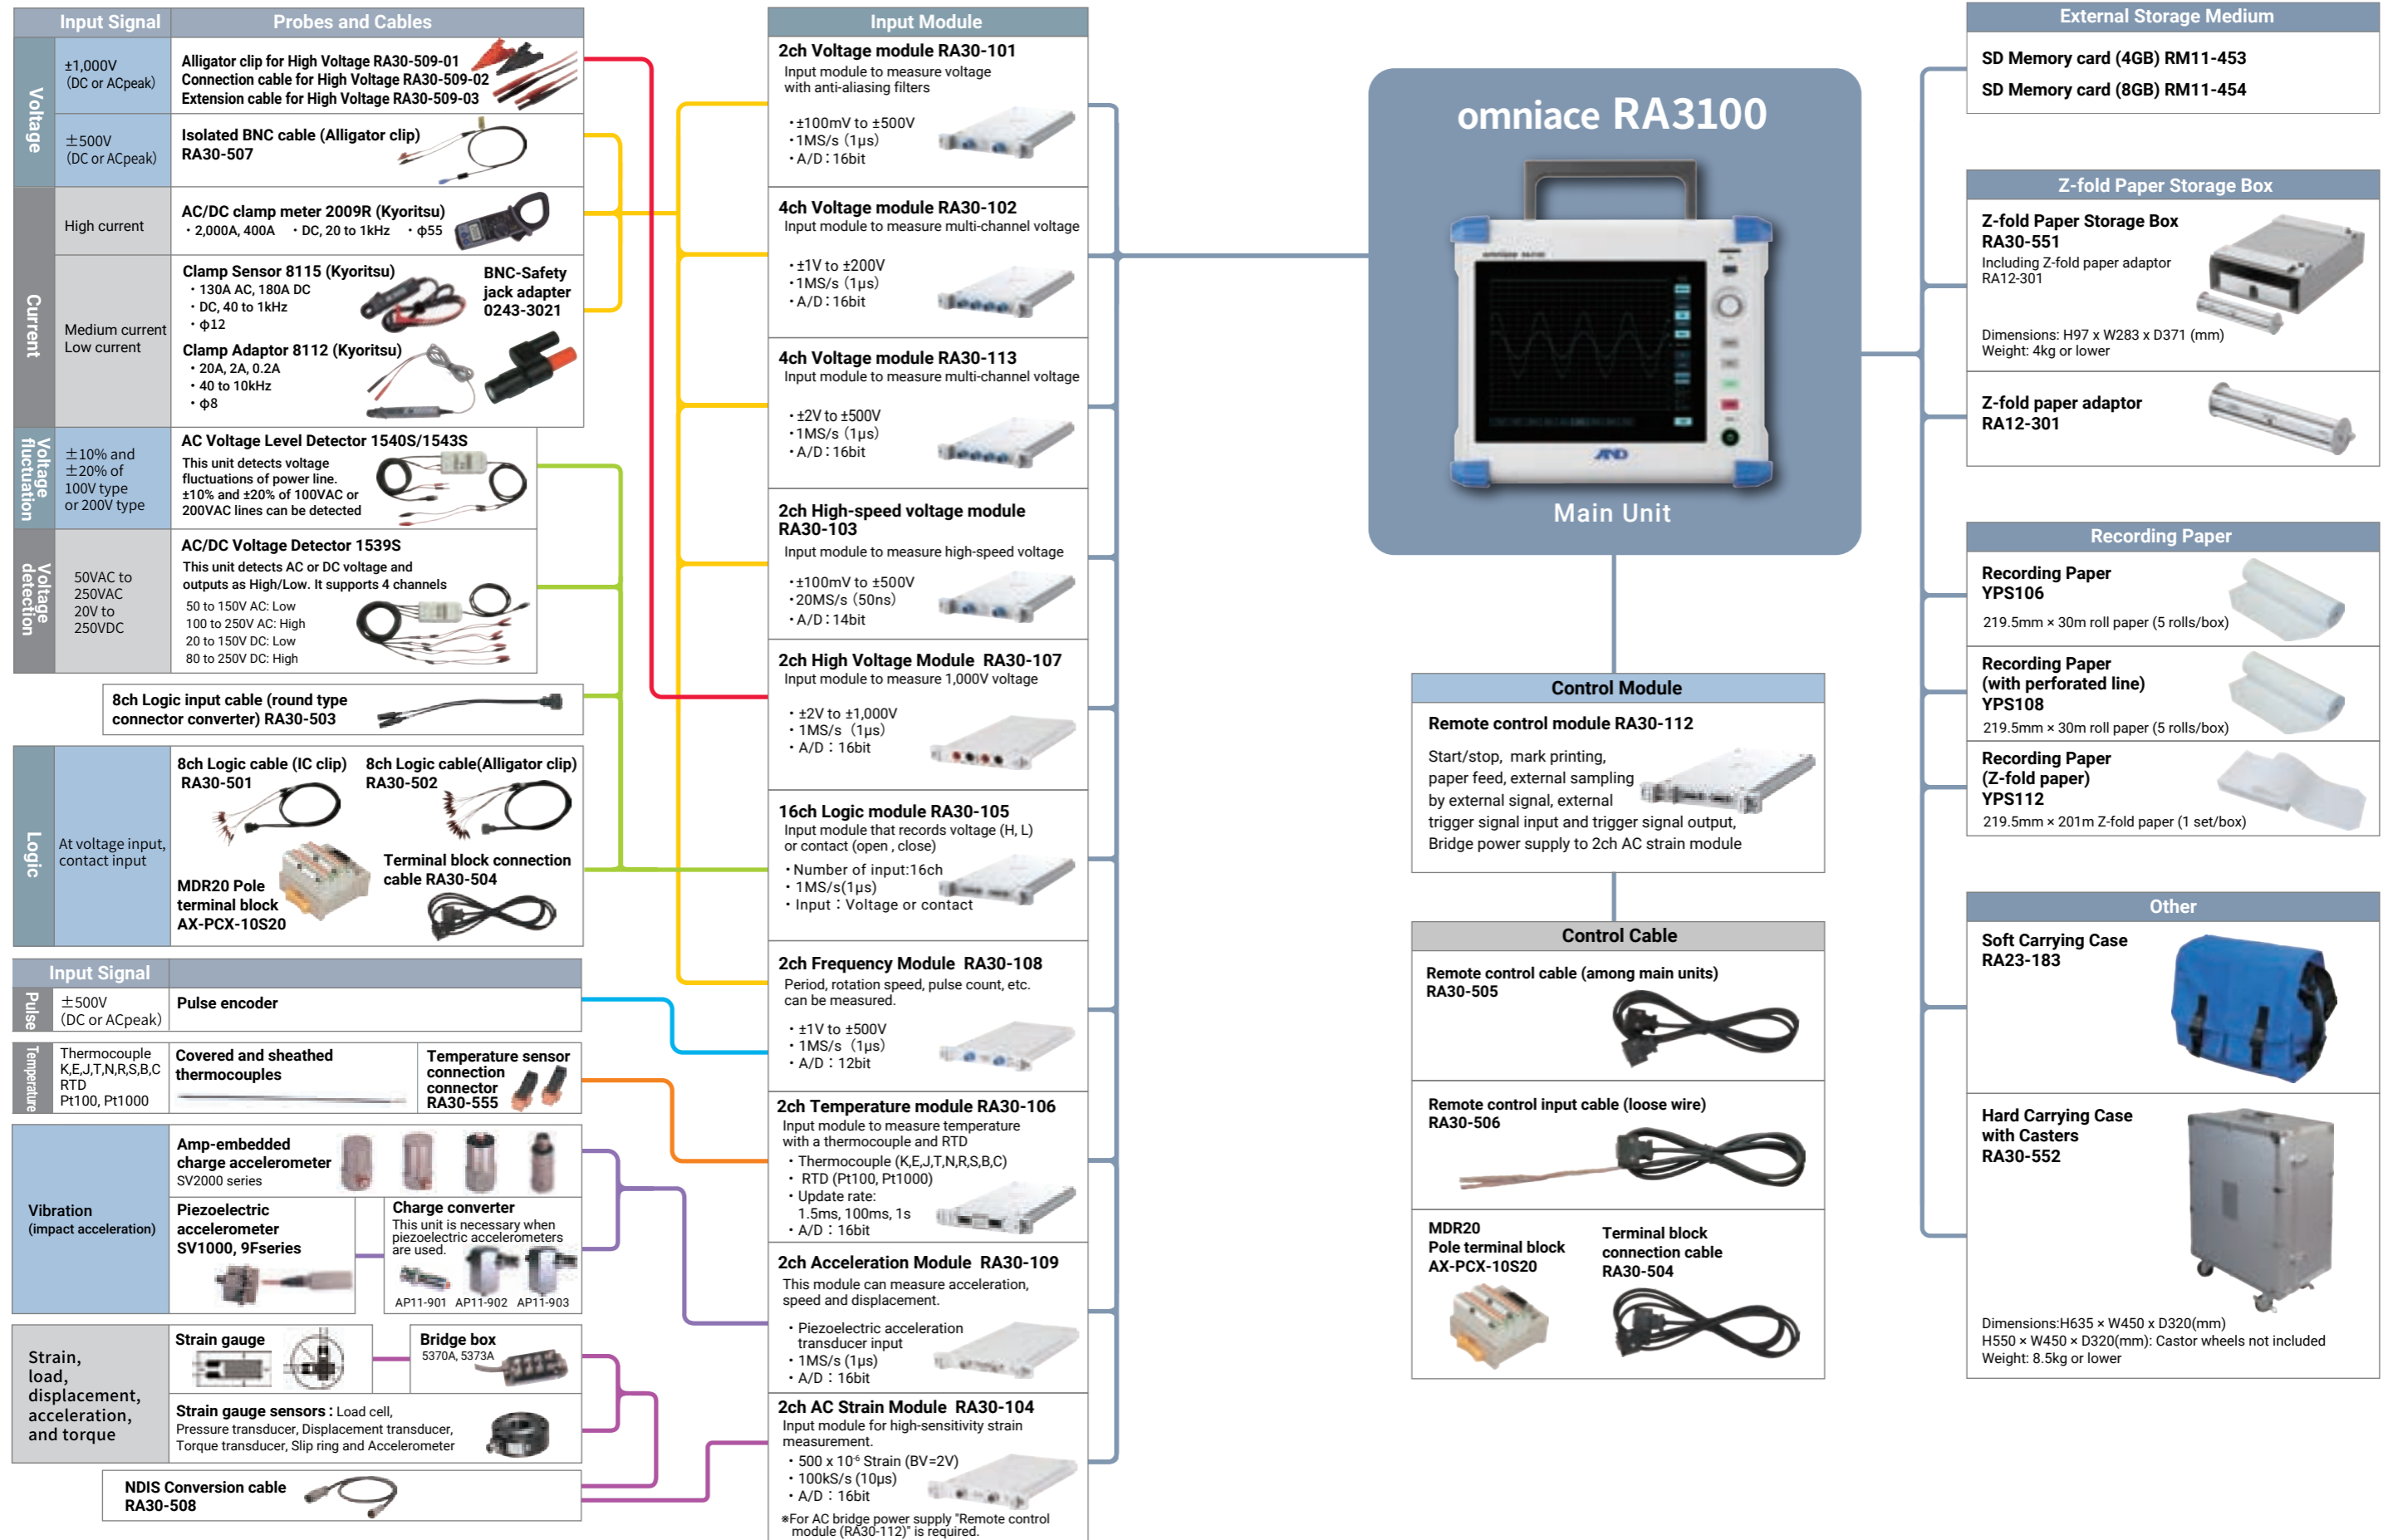 Input Signal
Probes and Cables
Voltage
±1,000V
(DC or ACpeak)
Alligator clip for High Voltage RA30-509-01
Connection cable for High Voltage RA30-509-02
Extension cable for High Voltage RA30-509-03
±500V
(DC or ACpeak)
Isolated BNC cable (Alligator clip)
RA30-507
Current
High current
AC/DC clamp meter 2009R (Kyoritsu)
・2,000A, 400A ・DC, 20 to 1kHz ・φ55
Medium current
Low current
Clamp Sensor 8115 (Kyoritsu)
・130A AC, 180A DC
・DC, 40 to 1kHz
・φ12
BNC-Safety
jack adapter
0243-3021
Clamp Adaptor 8112 (Kyoritsu)
・20A, 2A, 0.2A
・40 to 10kHz
・φ8
Voltage
fluctuation
±10% and
±20% of
100V type
or 200V type
AC Voltage Level Detector 1540S/1543S
This unit detects voltage
fluctuations of power line.
±10% and ±20% of 100VAC or
200VAC lines can be detected
Voltage
detection
50VAC to
250VAC
20V to
250VDC
AC/DC Voltage Detector 1539S
This unit detects AC or DC voltage and
outputs as High/Low. It supports 4 channels
50 to 150V AC: Low
100 to 250V AC: High
20 to 150V DC: Low
80 to 250V DC: High
8ch Logic input cable (round type
connector converter) RA30-503
Logic
At voltage input,
contact input
8ch Logic cable (IC clip)
RA30-501
8ch Logic cable(Alligator clip)
RA30-502
MDR20 Pole
terminal block
AX-PCX-10S20
Terminal block connection
cable RA30-504
Input Signal
Pulse
±500V
(DC or ACpeak)
Pulse encoder
Temperature
Thermocouple
K,E,J,T,N,R,S,B,C
RTD
Pt100, Pt1000
Covered and sheathed
thermocouples
Temperature sensor
connection
connector
RA30-555
Vibration
(impact acceleration)
Amp-embedded
charge accelerometer
SV2000 series
Piezoelectric
accelerometer
SV1000, 9Fseries
Charge converter
This unit is necessary when
piezoelectric accelerometers
are used.
AP11-901 AP11-902 AP11-903
Strain,
load,
displacement,
acceleration,
and torque
Strain gauge
Bridge box
5370A, 5373A
Strain gauge sensors : Load cell,
Pressure transducer, Displacement transducer,
Torque transducer, Slip ring and Accelerometer
NDIS Conversion cable
RA30-508
Input Module
2ch Voltage module RA30-101
Input module to measure voltage
with anti-aliasing filters
・±100mV to ±500V
・1MS/s (1μs)
・A/D：16bit
4ch Voltage module RA30-102
Input module to measure multi-channel voltage
・±1V to ±200V
・1MS/s (1μs)
・A/D：16bit
4ch Voltage module RA30-113
Input module to measure multi-channel voltage
・±2V to ±500V
・1MS/s (1μs)
・A/D：16bit
2ch High-speed voltage module
RA30-103
Input module to measure high-speed voltage
・±100mV to ±500V
・20MS/s (50ns)
・A/D：14bit
2ch High Voltage Module RA30-107
Input module to measure 1,000V voltage
・±2V to ±1,000V
・1MS/s (1μs)
・A/D：16bit
16ch Logic module RA30-105
Input module that records voltage (H, L)
or contact (open , close)
・Number of input:16ch
・1MS/s(1μs)
・Input：Voltage or contact
2ch Frequency Module RA30-108
Period, rotation speed, pulse count, etc.
can be measured.
・±1V to ±500V
・1MS/s (1μs)
・A/D：12bit
2ch Temperature module RA30-106
Input module to measure temperature
with a thermocouple and RTD
・Thermocouple (K,E,J,T,N,R,S,B,C)
・RTD (Pt100, Pt1000)
・Update rate:
1.5ms, 100ms, 1s
・A/D：16bit
2ch Acceleration Module RA30-109
This module can measure acceleration,
speed and displacement.
・Piezoelectric acceleration
transducer input
・1MS/s (1μs)
・A/D：16bit
2ch AC Strain Module RA30-104
Input module for high-sensitivity strain
measurement.
・500 x 10⁻⁶ Strain (BV=2V)
・100kS/s (10μs)
・A/D：16bit
※For AC bridge power supply "Remote control
module (RA30-112)" is required.
omniace RA3100
AND
Main Unit
Control Module
Remote control module RA30-112
Start/stop, mark printing,
paper feed, external sampling
by external signal, external
trigger signal input and trigger signal output,
Bridge power supply to 2ch AC strain module
Control Cable
Remote control cable (among main units)
RA30-505
Remote control input cable (loose wire)
RA30-506
MDR20
Pole terminal block
AX-PCX-10S20
Terminal block
connection cable
RA30-504
External Storage Medium
SD Memory card (4GB) RM11-453
SD Memory card (8GB) RM11-454
Z-fold Paper Storage Box
Z-fold Paper Storage Box
RA30-551
Including Z-fold paper adaptor
RA12-301
Dimensions: H97 x W283 x D371 (mm)
Weight: 4kg or lower
Z-fold paper adaptor
RA12-301
Recording Paper
Recording Paper
YPS106
219.5mm × 30m roll paper (5 rolls/box)
Recording Paper
(with perforated line)
YPS108
219.5mm × 30m roll paper (5 rolls/box)
Recording Paper
(Z-fold paper)
YPS112
219.5mm × 201m Z-fold paper (1 set/box)
Other
Soft Carrying Case
RA23-183
Hard Carrying Case
with Casters
RA30-552
Dimensions:H635 × W450 x D320(mm)
H550 × W450 × D320(mm): Castor wheels not included
Weight: 8.5kg or lower